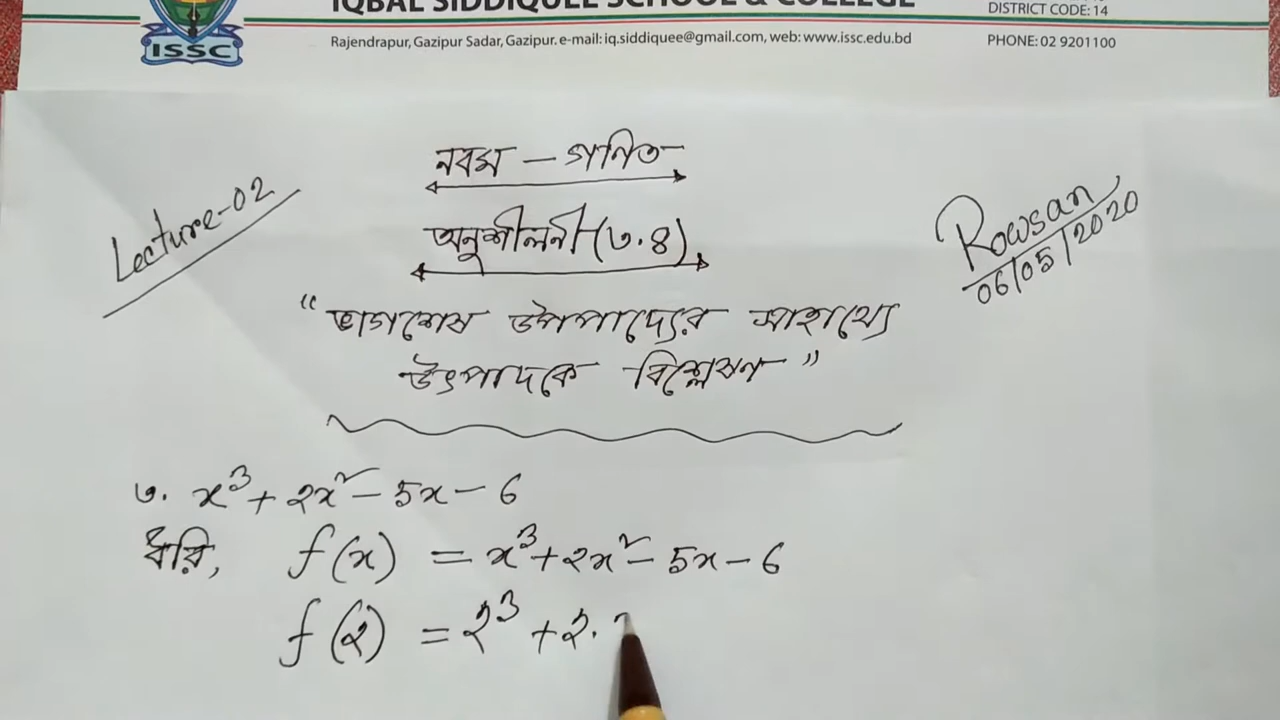 IQBAL SIDDIQUEE SCHOOL & COLLEGE
DISTRICT CODE: 14
ISSC
Rajendrapur, Gazipur Sadar, Gazipur. e-mail: iq.siddiquee@gmail.com, web: www.issc.edu.bd
PHONE: 02 9201100
Lecture-02
নবম – গনিত
Rowsan
06/05/2020
অনুশীলনী (৩.৪)
“ভাগশেষ উপপাদ্যের সাহায্যে
উৎপাদকে বিশ্লেষন”
৩. x³ + 2x² – 5x – 6
ধরি, f(x) = x³ + 2x² – 5x – 6
f(2) = 2³ + 2.